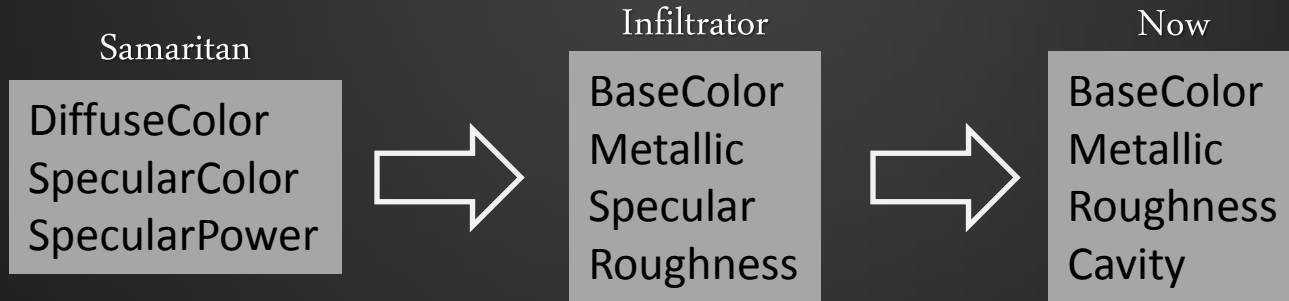 Samaritan
DiffuseColor
SpecularColor
SpecularPower
Infiltrator
BaseColor
Metallic
Specular
Roughness
Now
BaseColor
Metallic
Roughness
Cavity